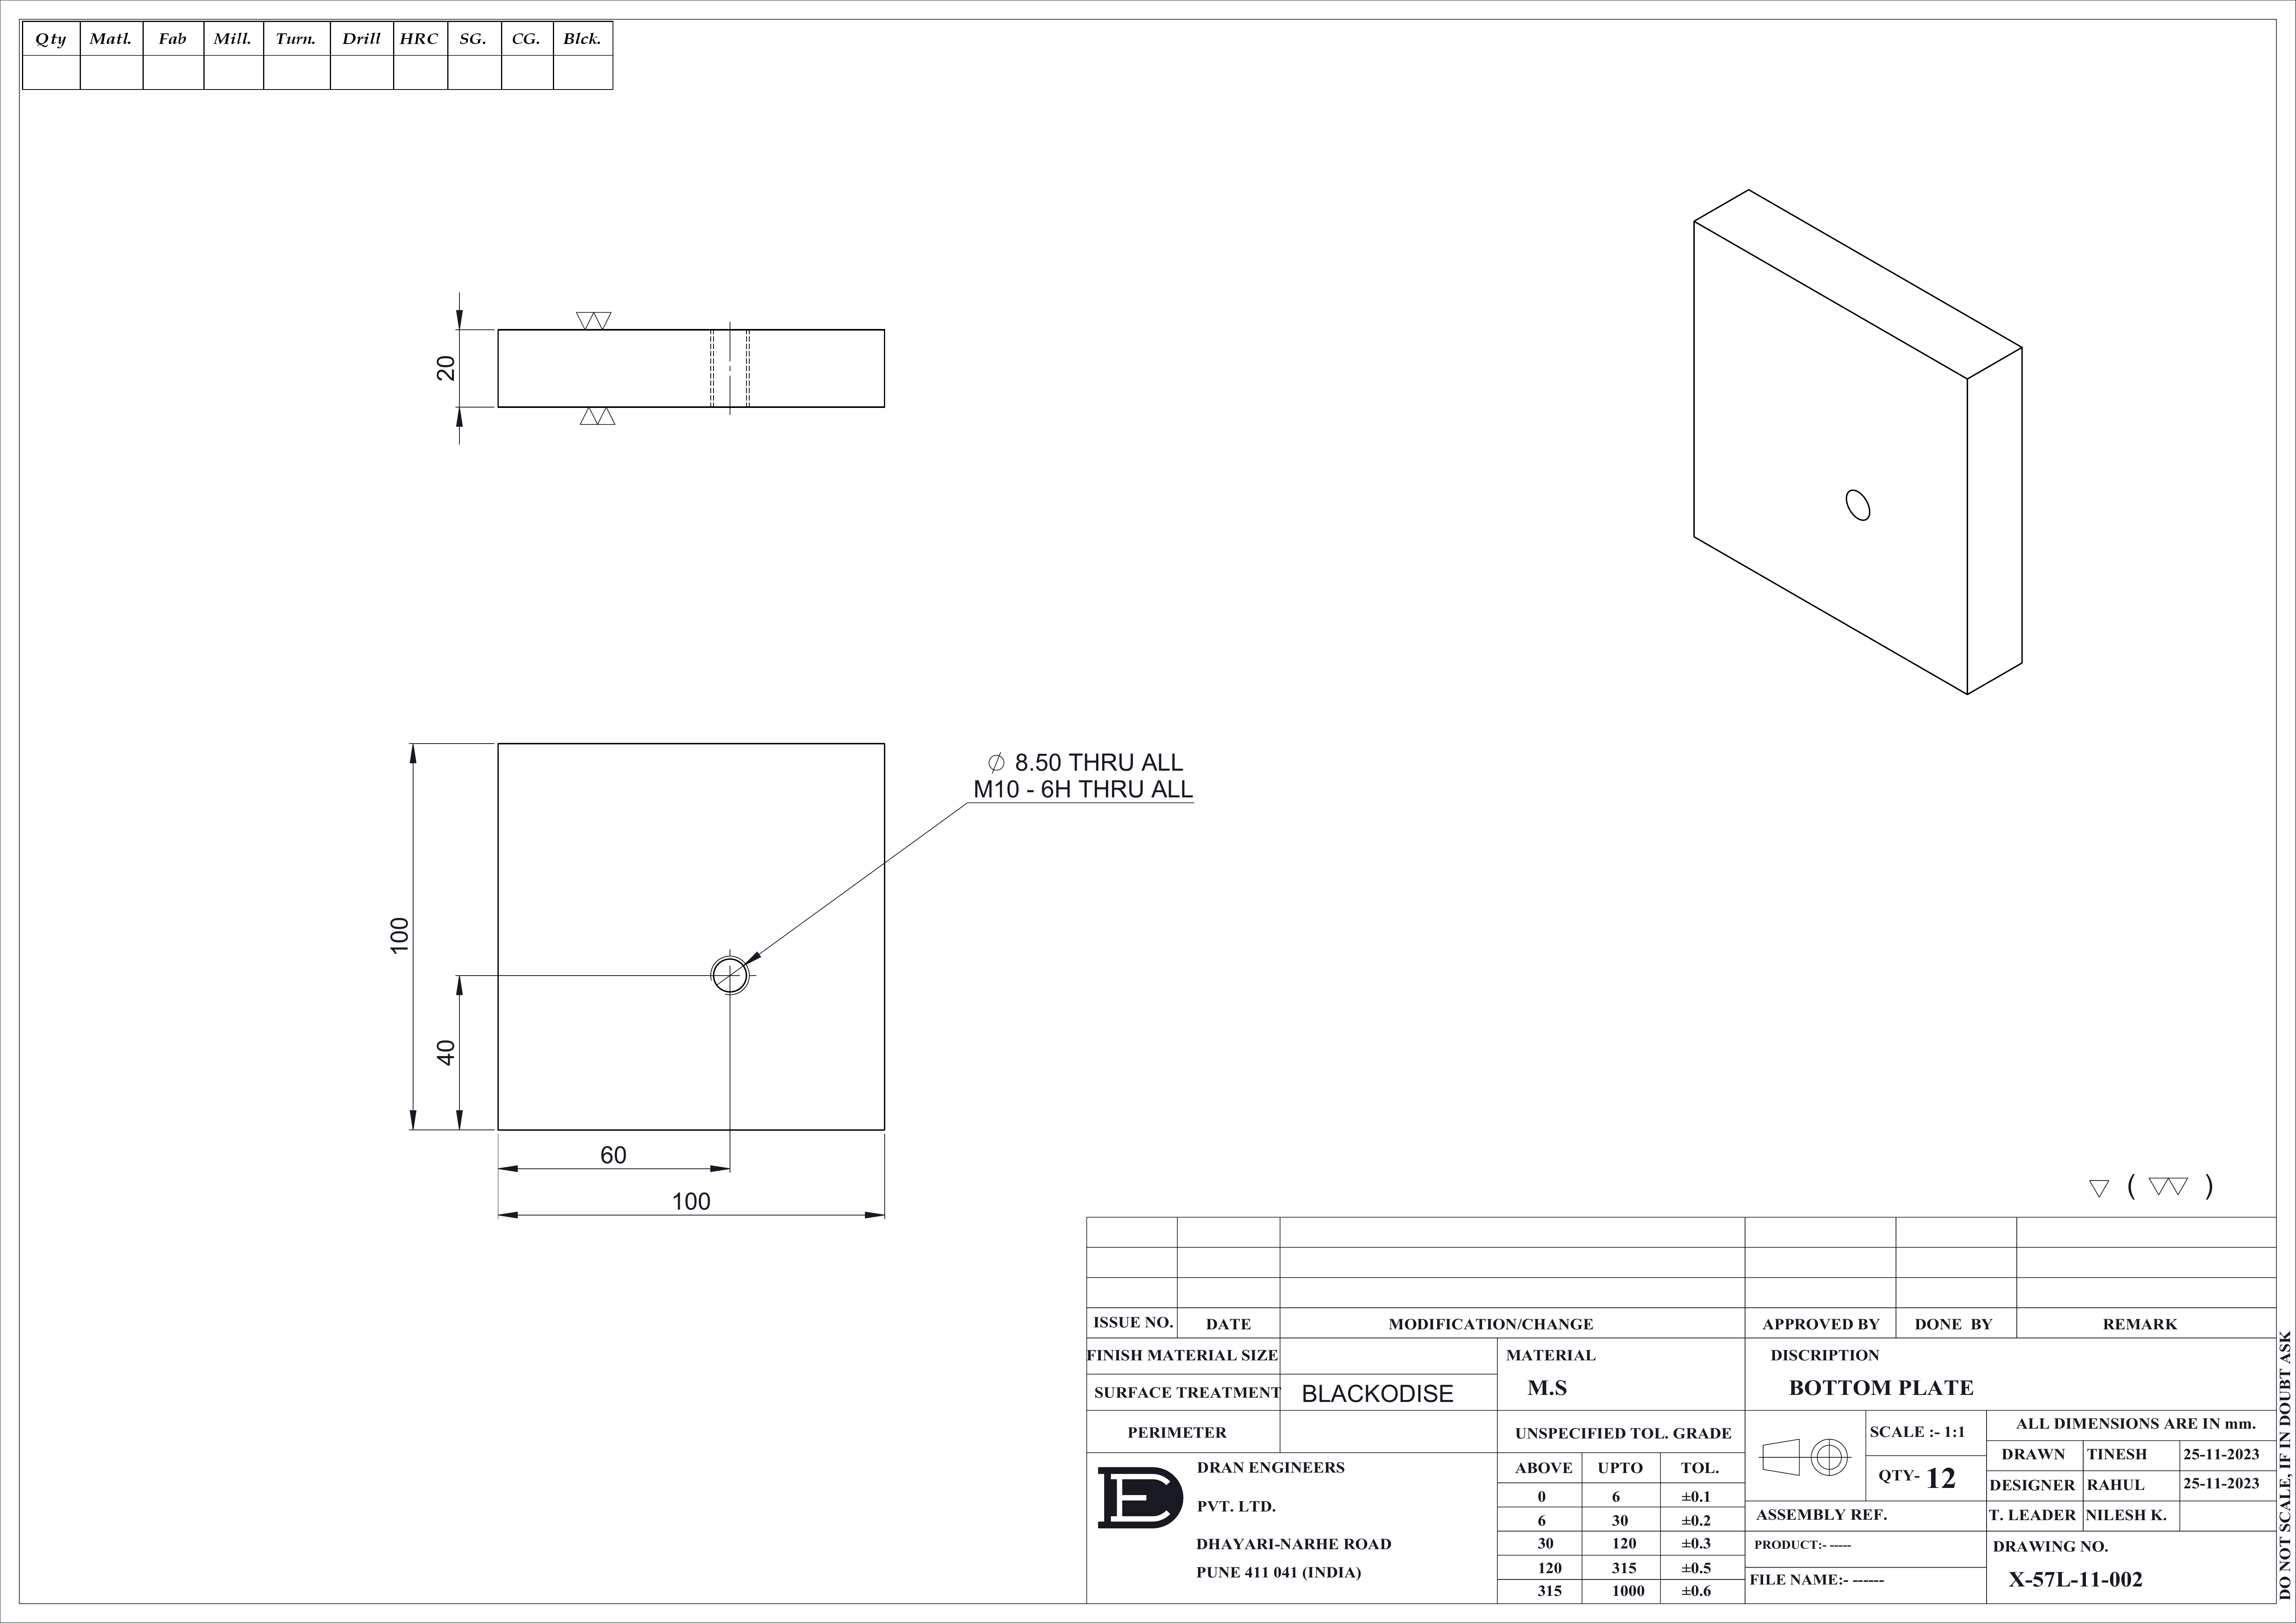 Qty Matl. Fab Mill. Turn. Drill HRC SG. CG. Blck.
20
⌀ 8.50 THRU ALL
M10 - 6H THRU ALL
100
40
60
100
▽ ( ▽▽ )
ISSUE NO. DATE MODIFICATION/CHANGE APPROVED BY DONE BY REMARK
FINISH MATERIAL SIZE
SURFACE TREATMENT BLACKODISE
PERIMETER
MATERIAL
M.S
DISCRIPTION
BOTTOM PLATE
UNSPECIFIED TOL. GRADE
ABOVE UPTO TOL.
0 6 ±0.1
6 30 ±0.2
30 120 ±0.3
120 315 ±0.5
315 1000 ±0.6
DE
DRAN ENGINEERS
PVT. LTD.
DHAYARI-NARHE ROAD
PUNE 411 041 (INDIA)
SCALE :- 1:1
QTY- 12
ALL DIMENSIONS ARE IN mm.
DRAWN TINESH 25-11-2023
DESIGNER RAHUL 25-11-2023
T. LEADER NILESH K.
ASSEMBLY REF.
PRODUCT:- -----
FILE NAME:- ------
DRAWING NO.
X-57L-11-002
DO NOT SCALE, IF IN DOUBT ASK